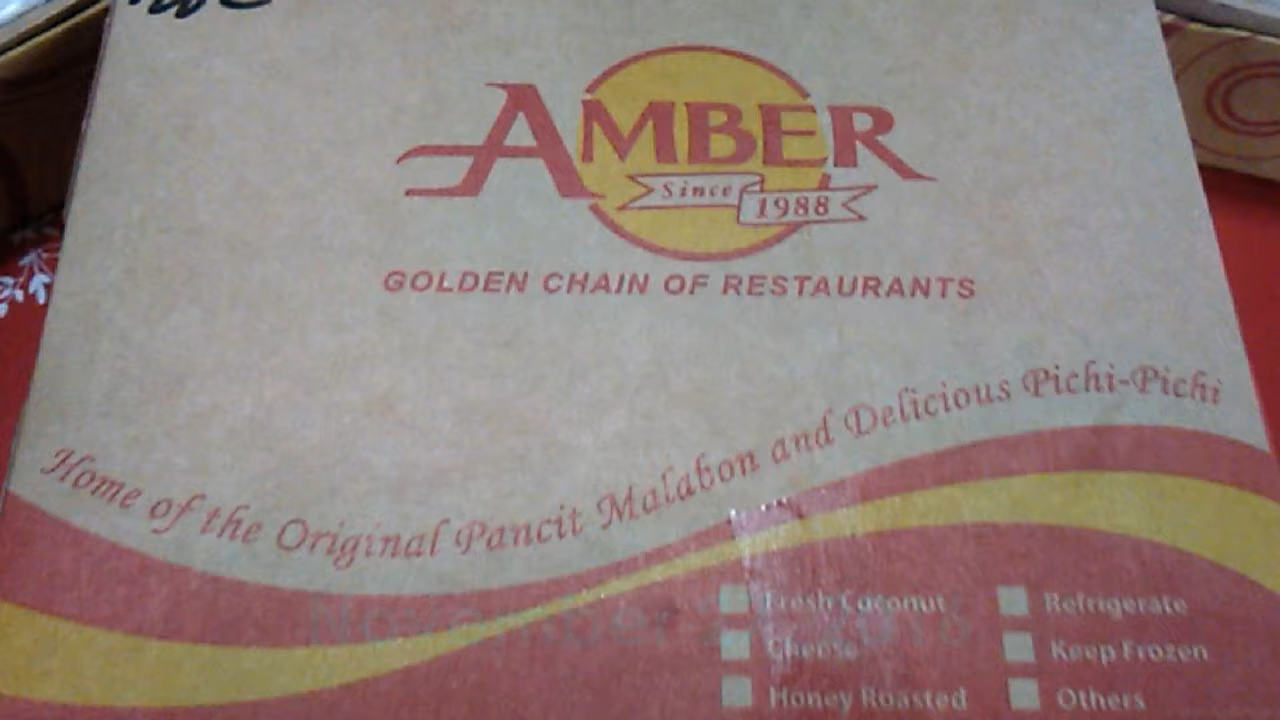 AMBER
Since 1988
GOLDEN CHAIN OF RESTAURANTS
Home of the Original Pancit Malabon and Delicious Pichi-Pichi
Fresh Coconut
Refrigerate
Cheese
Keep Frozen
Honey Roasted
Others